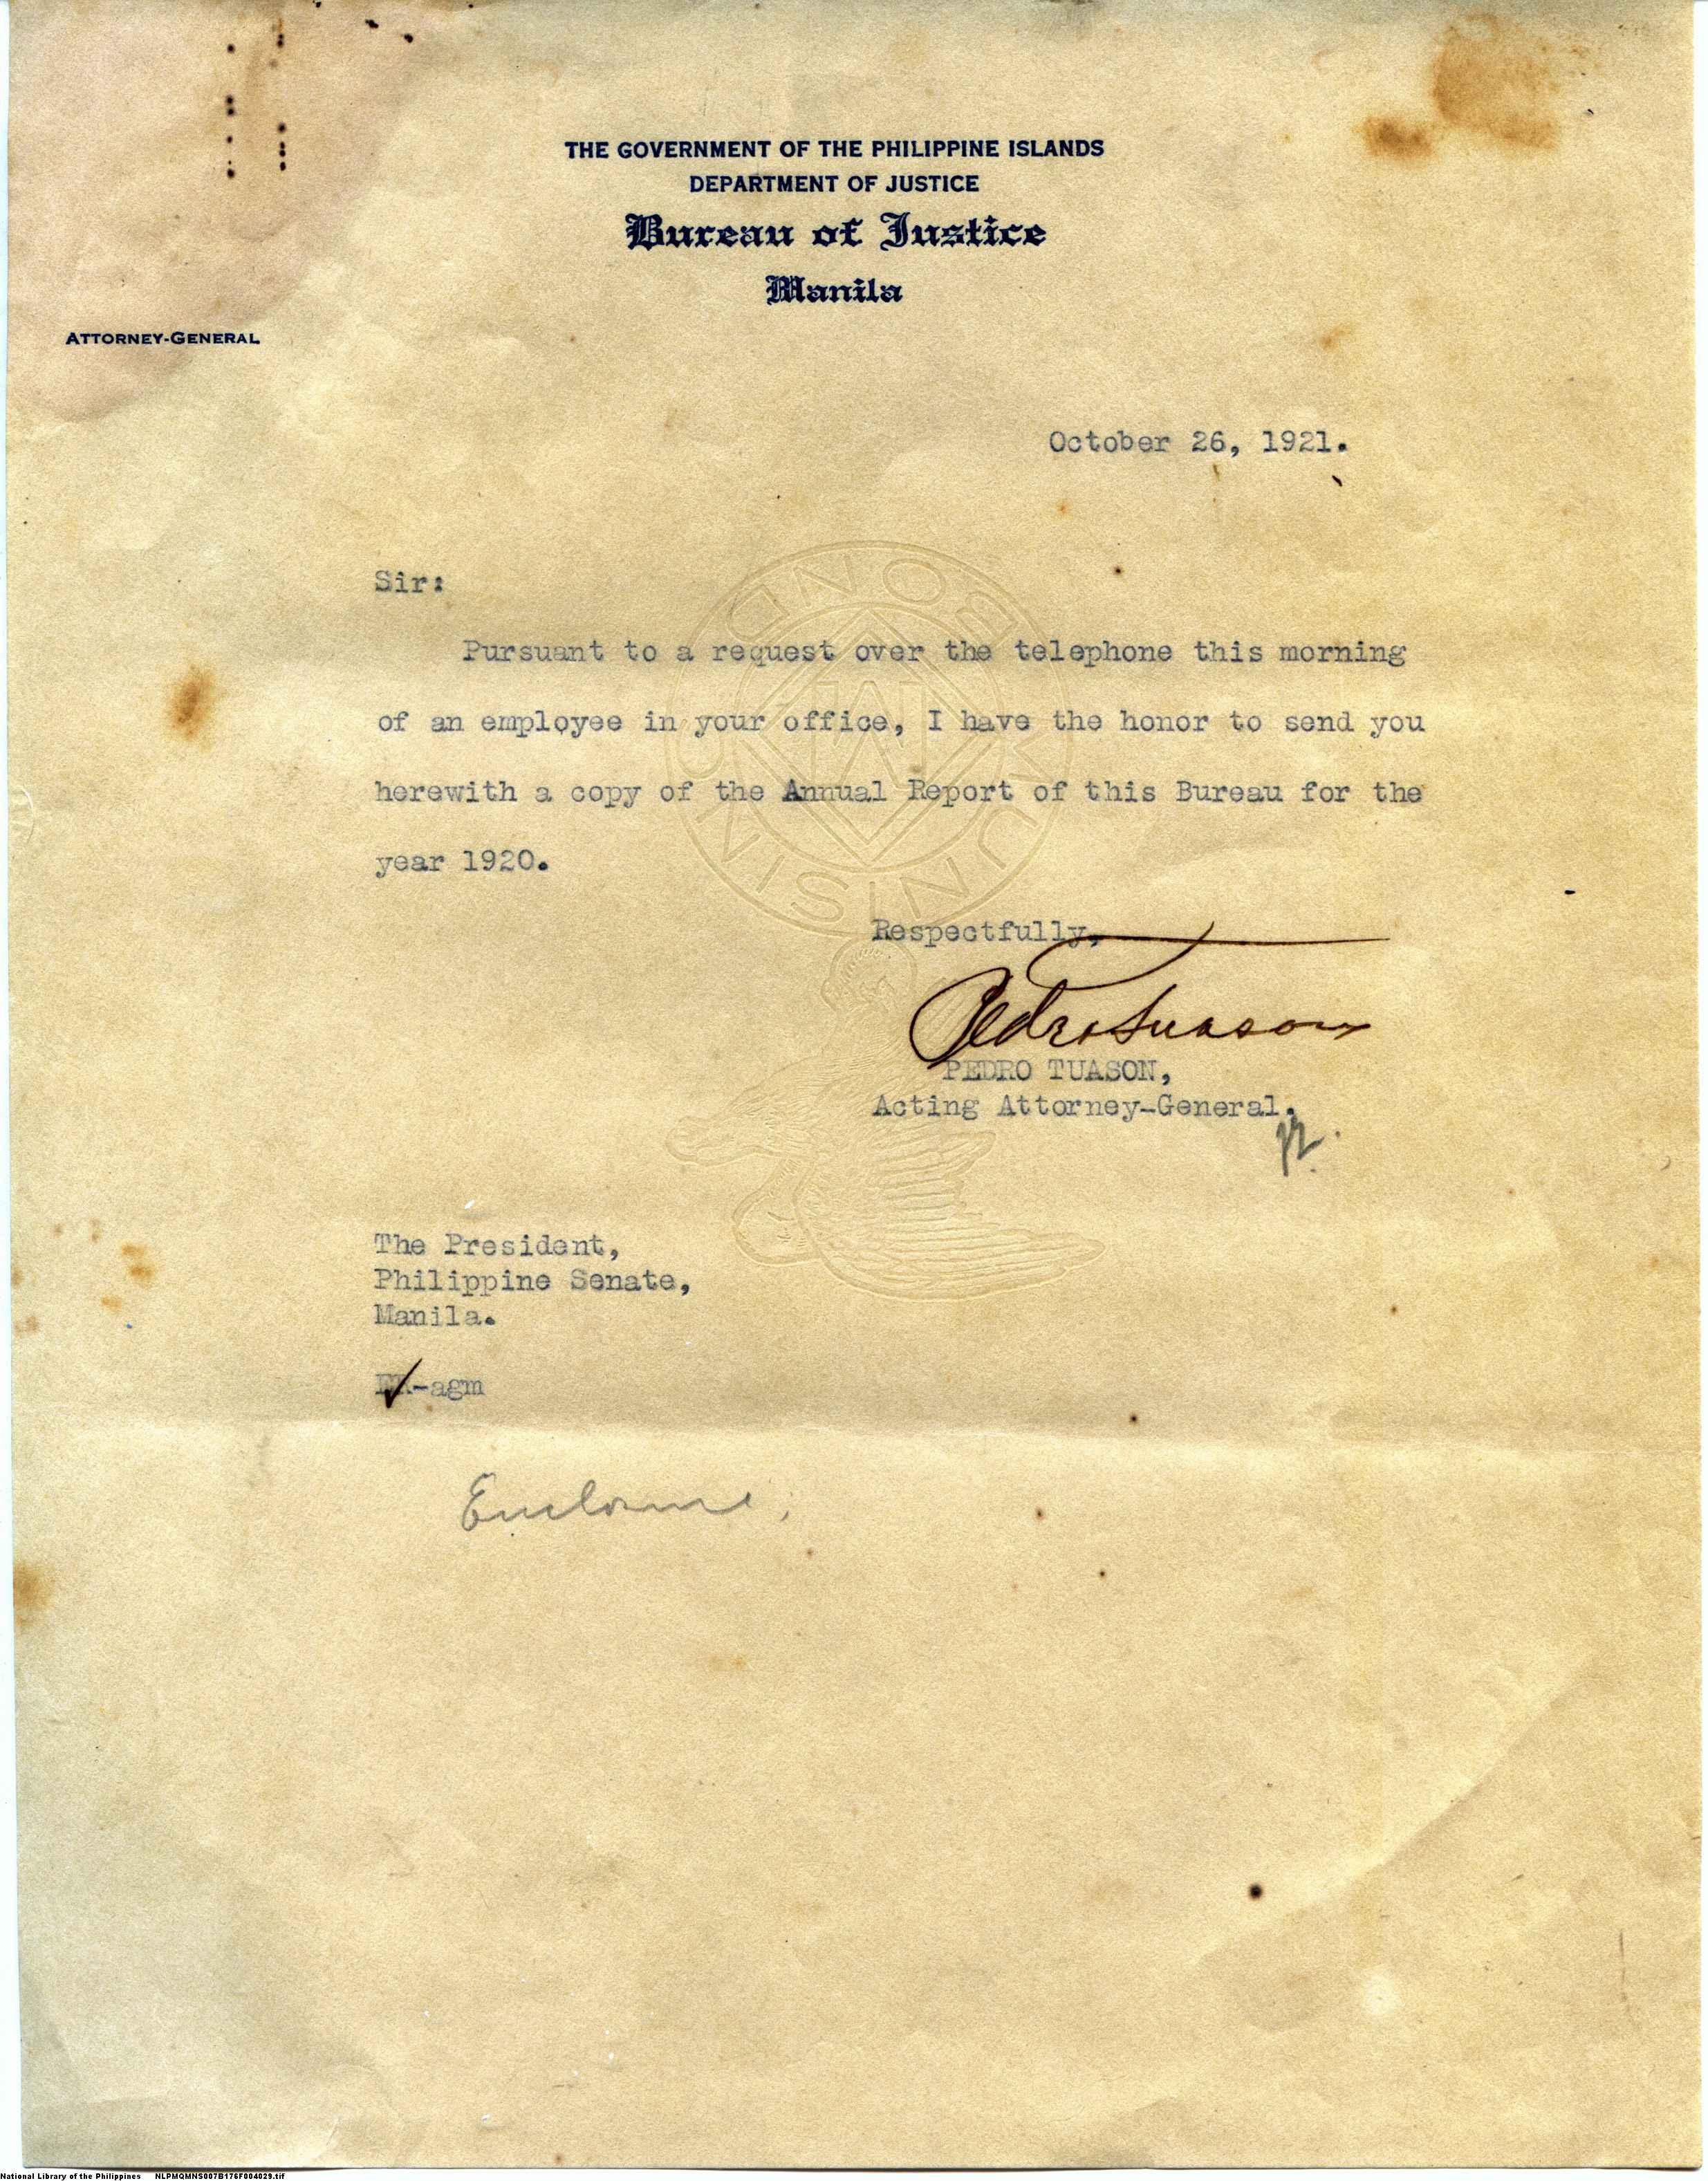 THE GOVERNMENT OF THE PHILIPPINE ISLANDS
DEPARTMENT OF JUSTICE
Bureau of Justice
Manila
ATTORNEY-GENERAL
October 26, 1921.
Sir:
Pursuant to a request over the telephone this morning
of an employee in your office, I have the honor to send you
herewith a copy of the Annual Report of this Bureau for the
year 1920.
Respectfully,
Pedro Tuason
PEDRO TUASON,
Acting Attorney-General.
The President,
Philippine Senate,
Manila.
-agm
National Library of the Philippines NLPMQMNS007B176F004029.tif